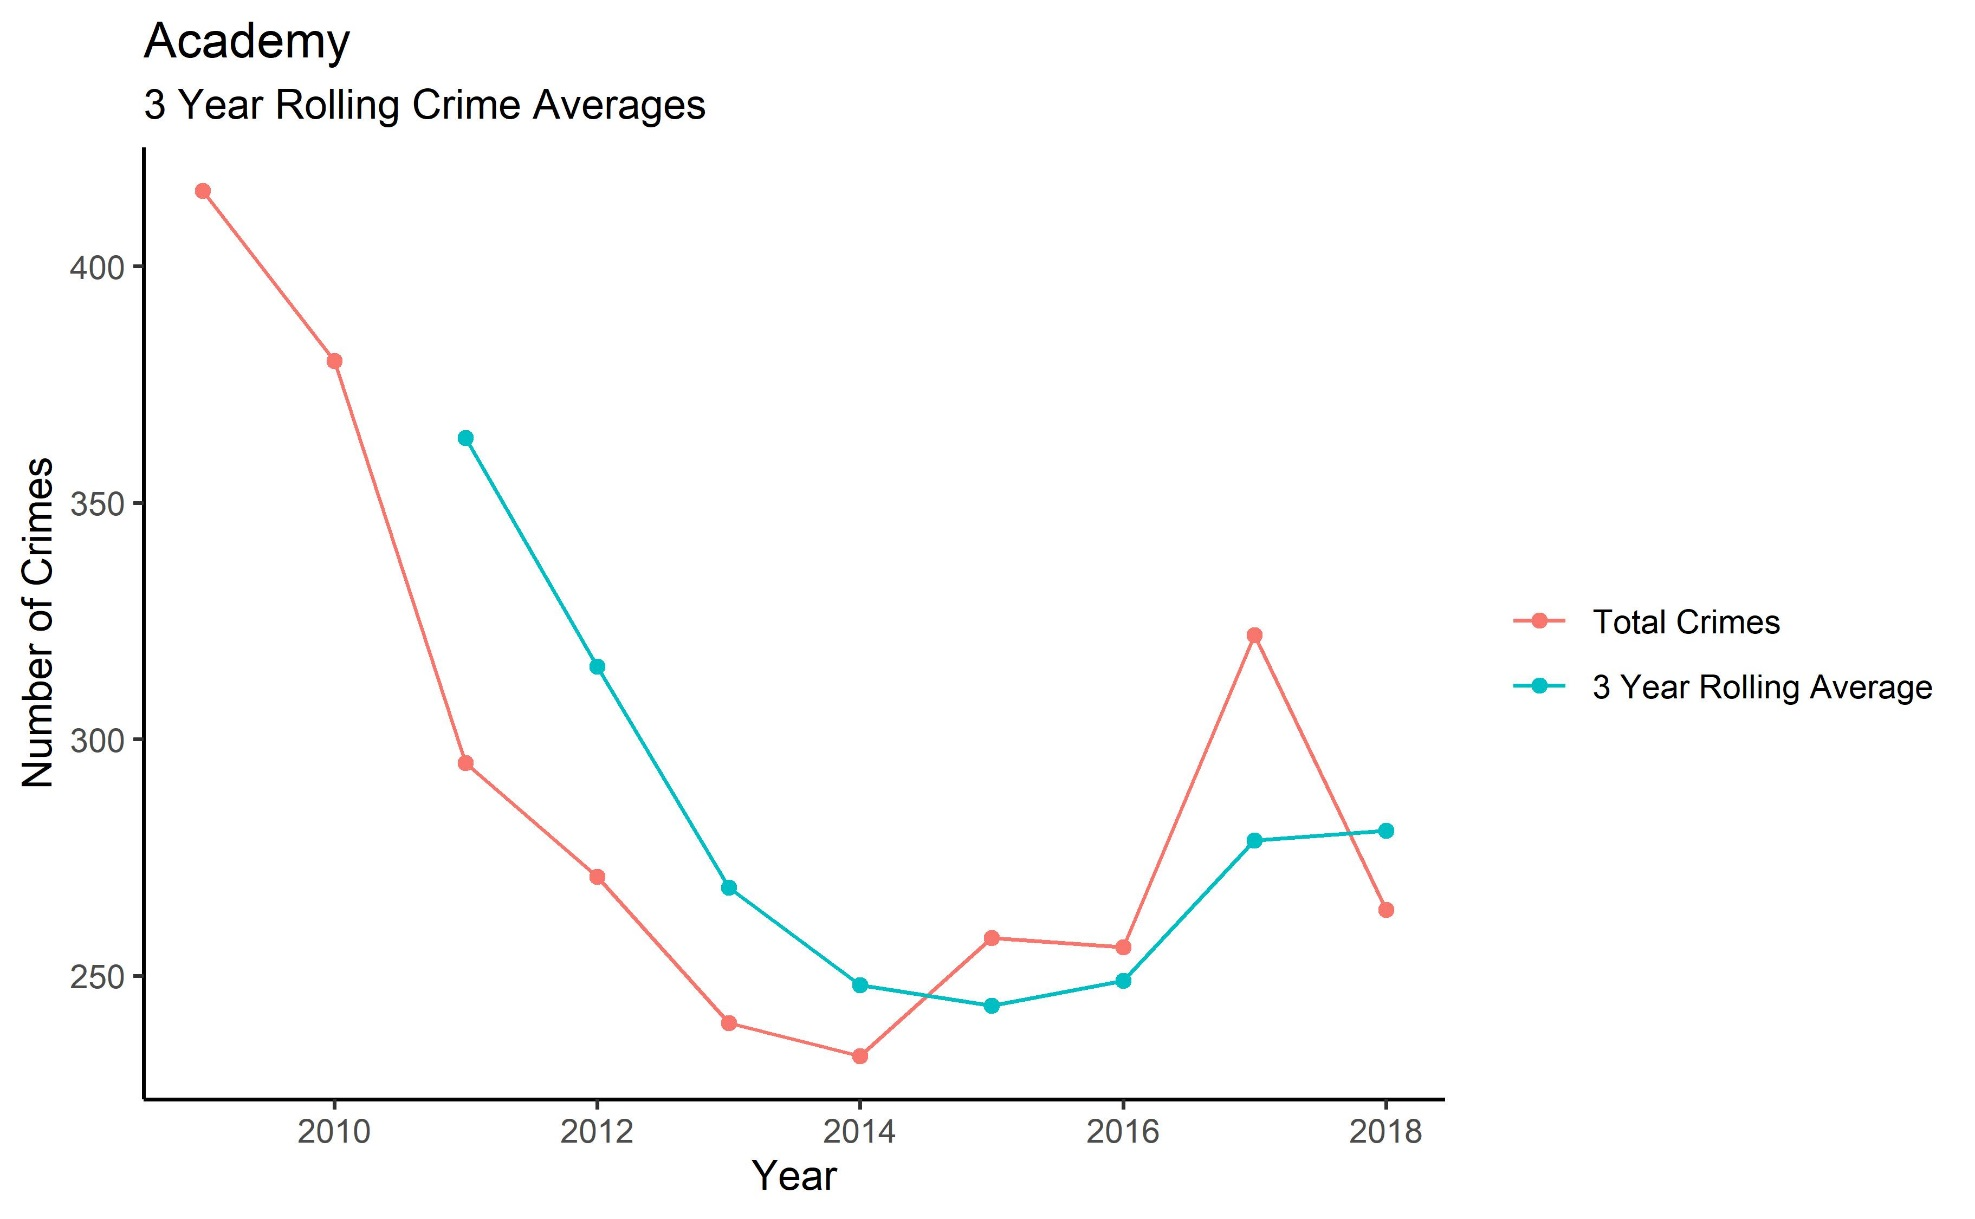 Academy
3 Year Rolling Crime Averages
Number of Crimes
400
350
300
250
2010 2012 2014 2016 2018
Year
Total Crimes
3 Year Rolling Average